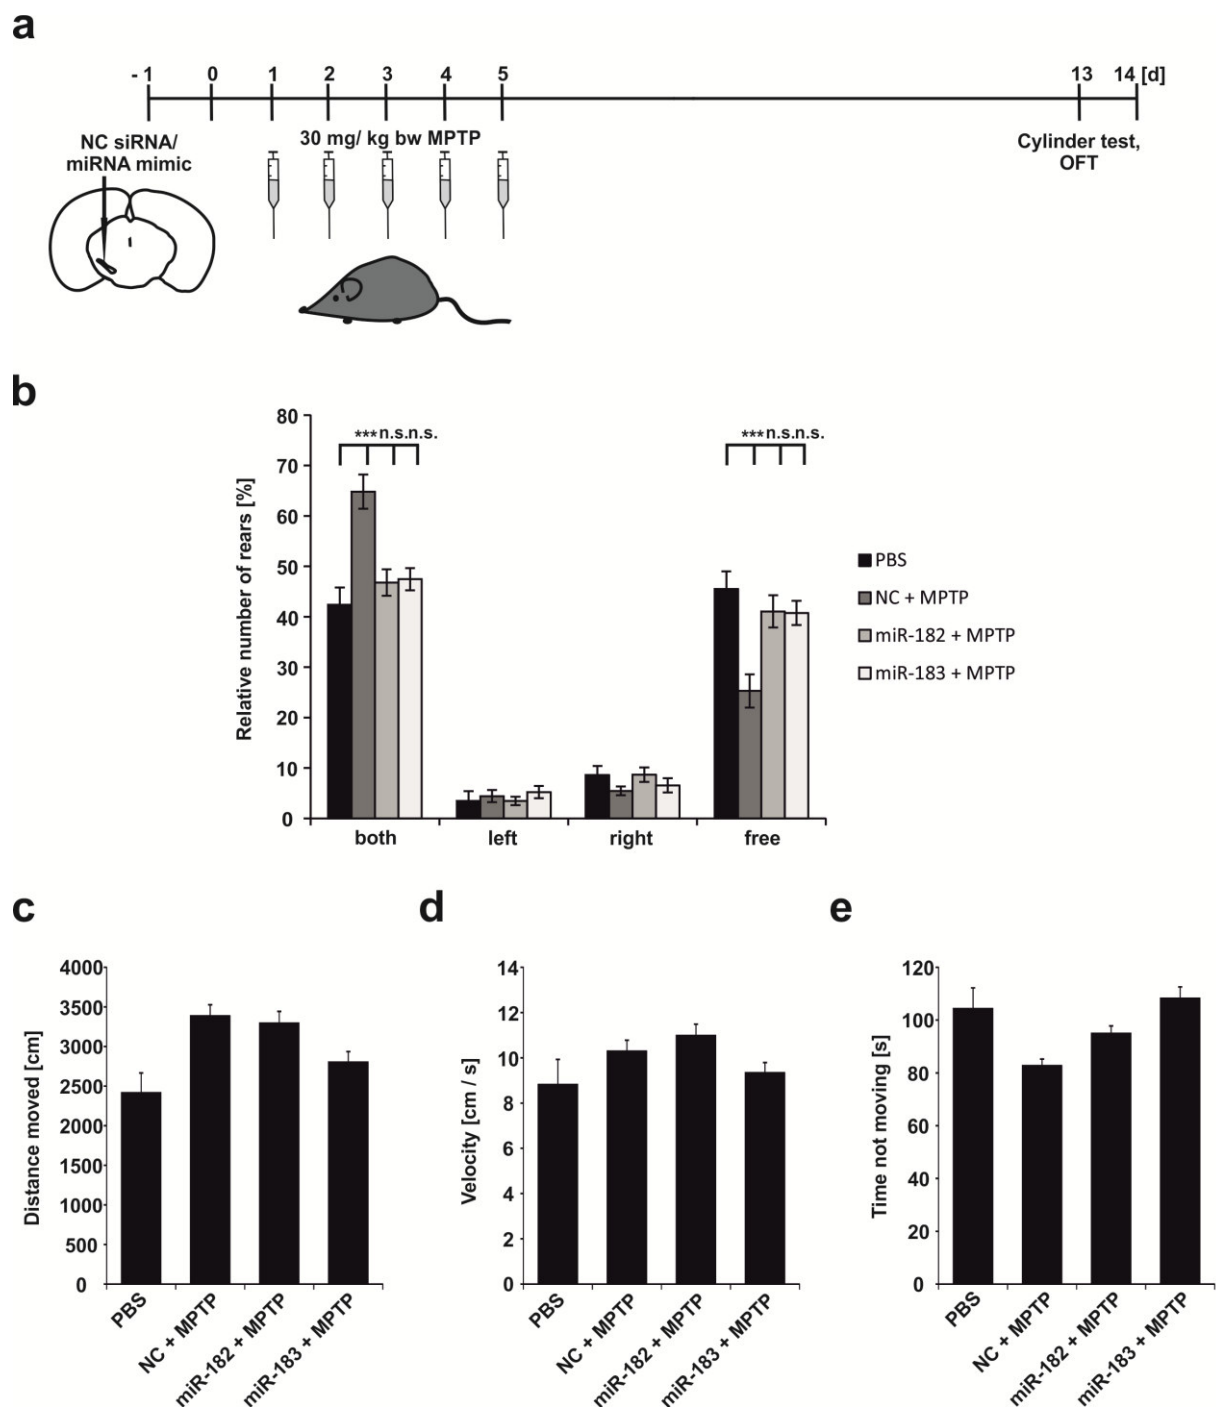 a
-1 0 1 2 3 4 5 13 14 [d]
NC siRNA/
miRNA mimic
30 mg/ kg bw MPTP
Cylinder test,
OFT
b
Relative number of rears [%]
80
70
60
50
40
30
20
10
0
*** n.s. n.s.
*** n.s. n.s.
both left right free
PBS
NC + MPTP
miR-182 + MPTP
miR-183 + MPTP
c
Distance moved [cm]
4000
3500
3000
2500
2000
1500
1000
500
0
PBS
NC + MPTP
miR-182 + MPTP
miR-183 + MPTP
d
Velocity [cm / s]
14
12
10
8
6
4
2
0
PBS
NC + MPTP
miR-182 + MPTP
miR-183 + MPTP
e
Time not moving [s]
120
100
80
60
40
20
0
PBS
NC + MPTP
miR-182 + MPTP
miR-183 + MPTP